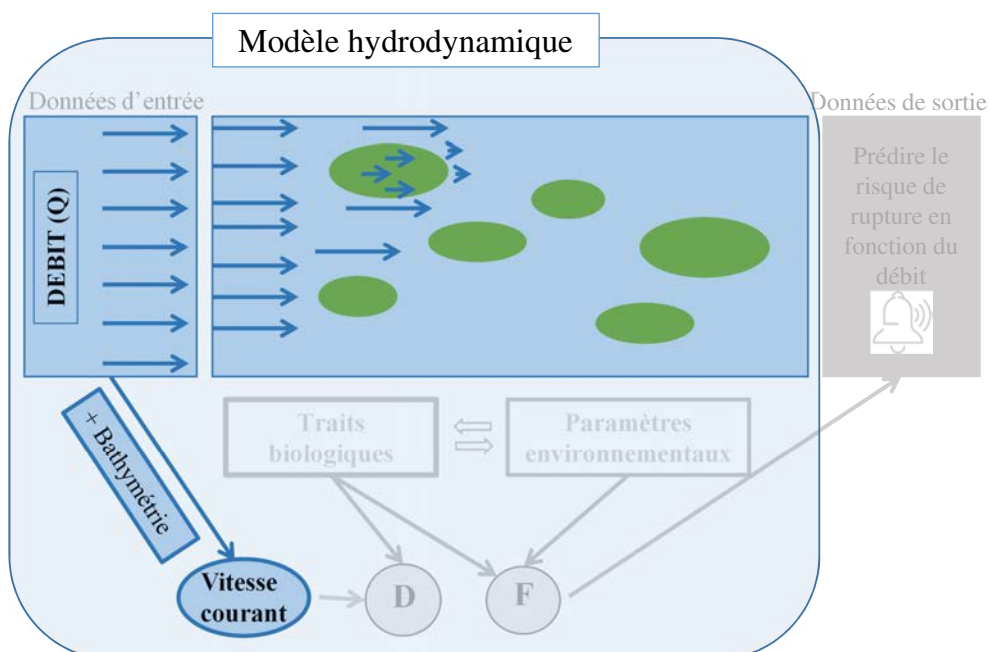 Modèle hydrodynamique
Données d'entrée
Données de sortie
DEBIT (Q)
Prédire le
risque de
rupture en
fonction du
débit
+ Bathymétrie
Traits
biologiques
Paramètres
environnementaux
Vitesse
courant
D
F